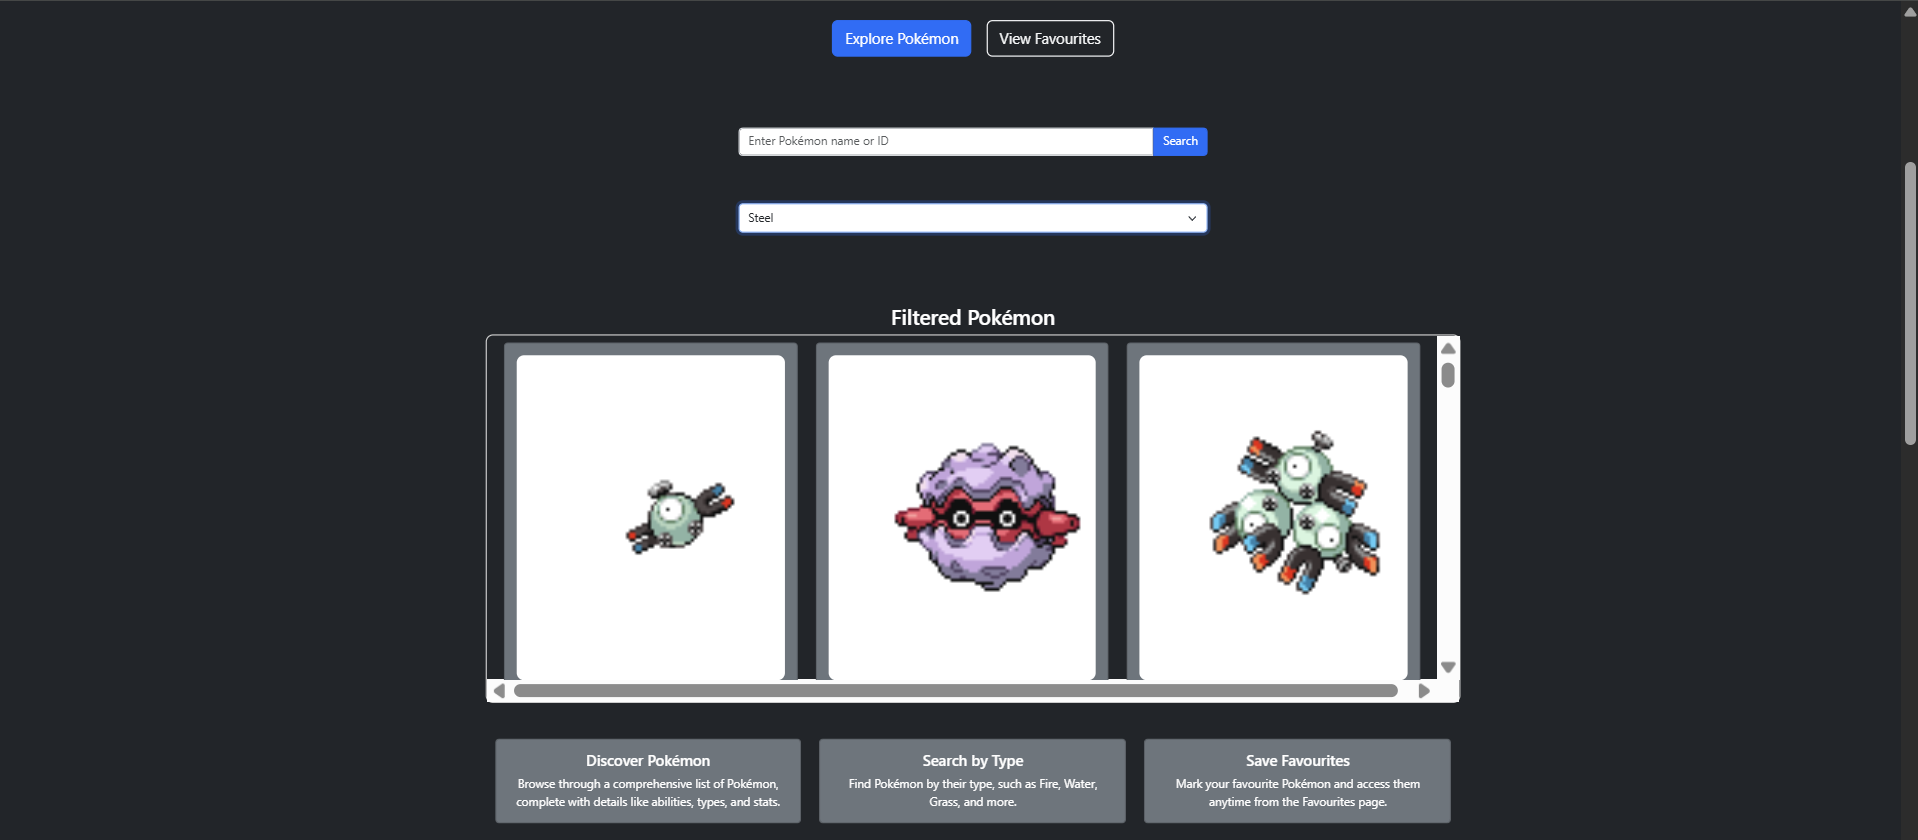 Explore Pokémon
View Favourites
Enter Pokémon name or ID
Search
Steel
Filtered Pokémon
Discover Pokémon
Browse through a comprehensive list of Pokémon,
complete with details like abilities, types, and stats.
Search by Type
Find Pokémon by their type, such as Fire, Water,
Grass, and more.
Save Favourites
Mark your favourite Pokémon and access them
anytime from the Favourites page.